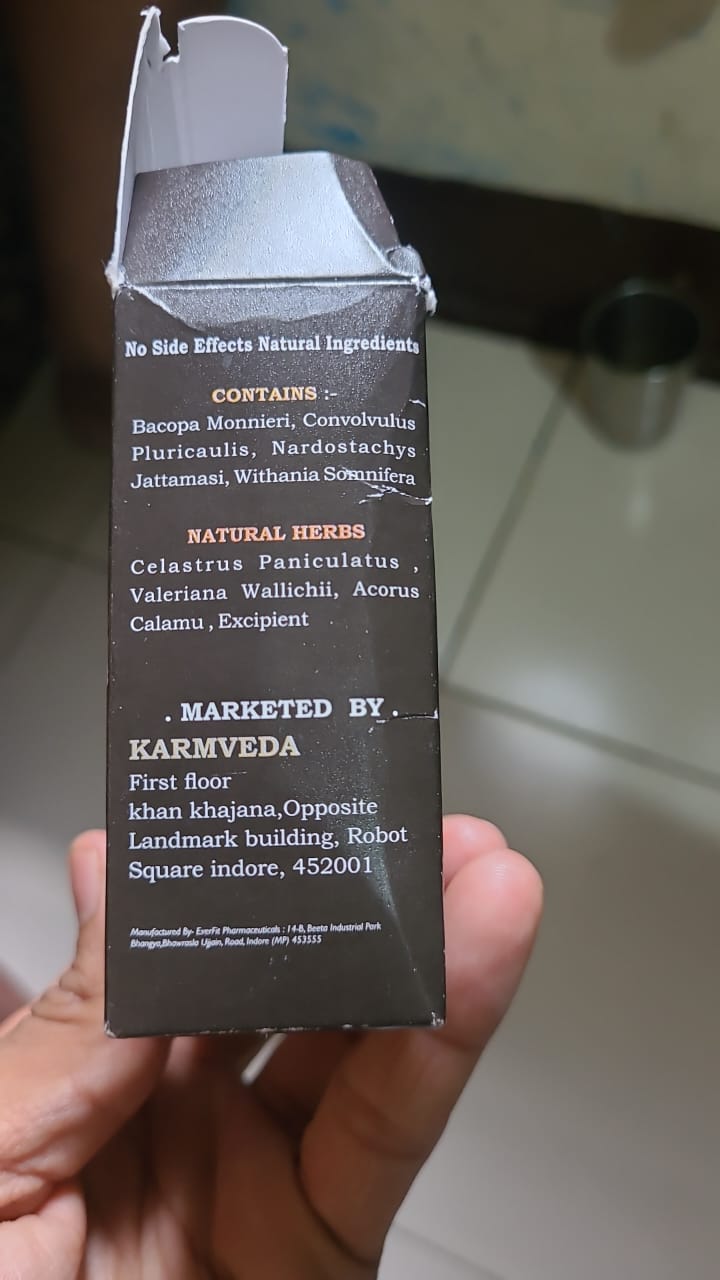 No Side Effects Natural Ingredients
CONTAINS :-
Bacopa Monnieri, Convolvulus
Pluricaulis, Nardostachys
Jattamasi, Withania Somnifera
NATURAL HERBS
Celastrus Paniculatus ,
Valeriana Wallichii, Acorus
Calamu , Excipient
. MARKETED BY .
KARMVEDA
First floor
khan khajana,Opposite
Landmark building, Robot
Square indore, 452001
Manufactured By- EverFit Pharmaceuticals : 14-B, Beeta Industrial Park
Bhangya,Bhawrasla Ujjain, Road, Indore (MP) 453555